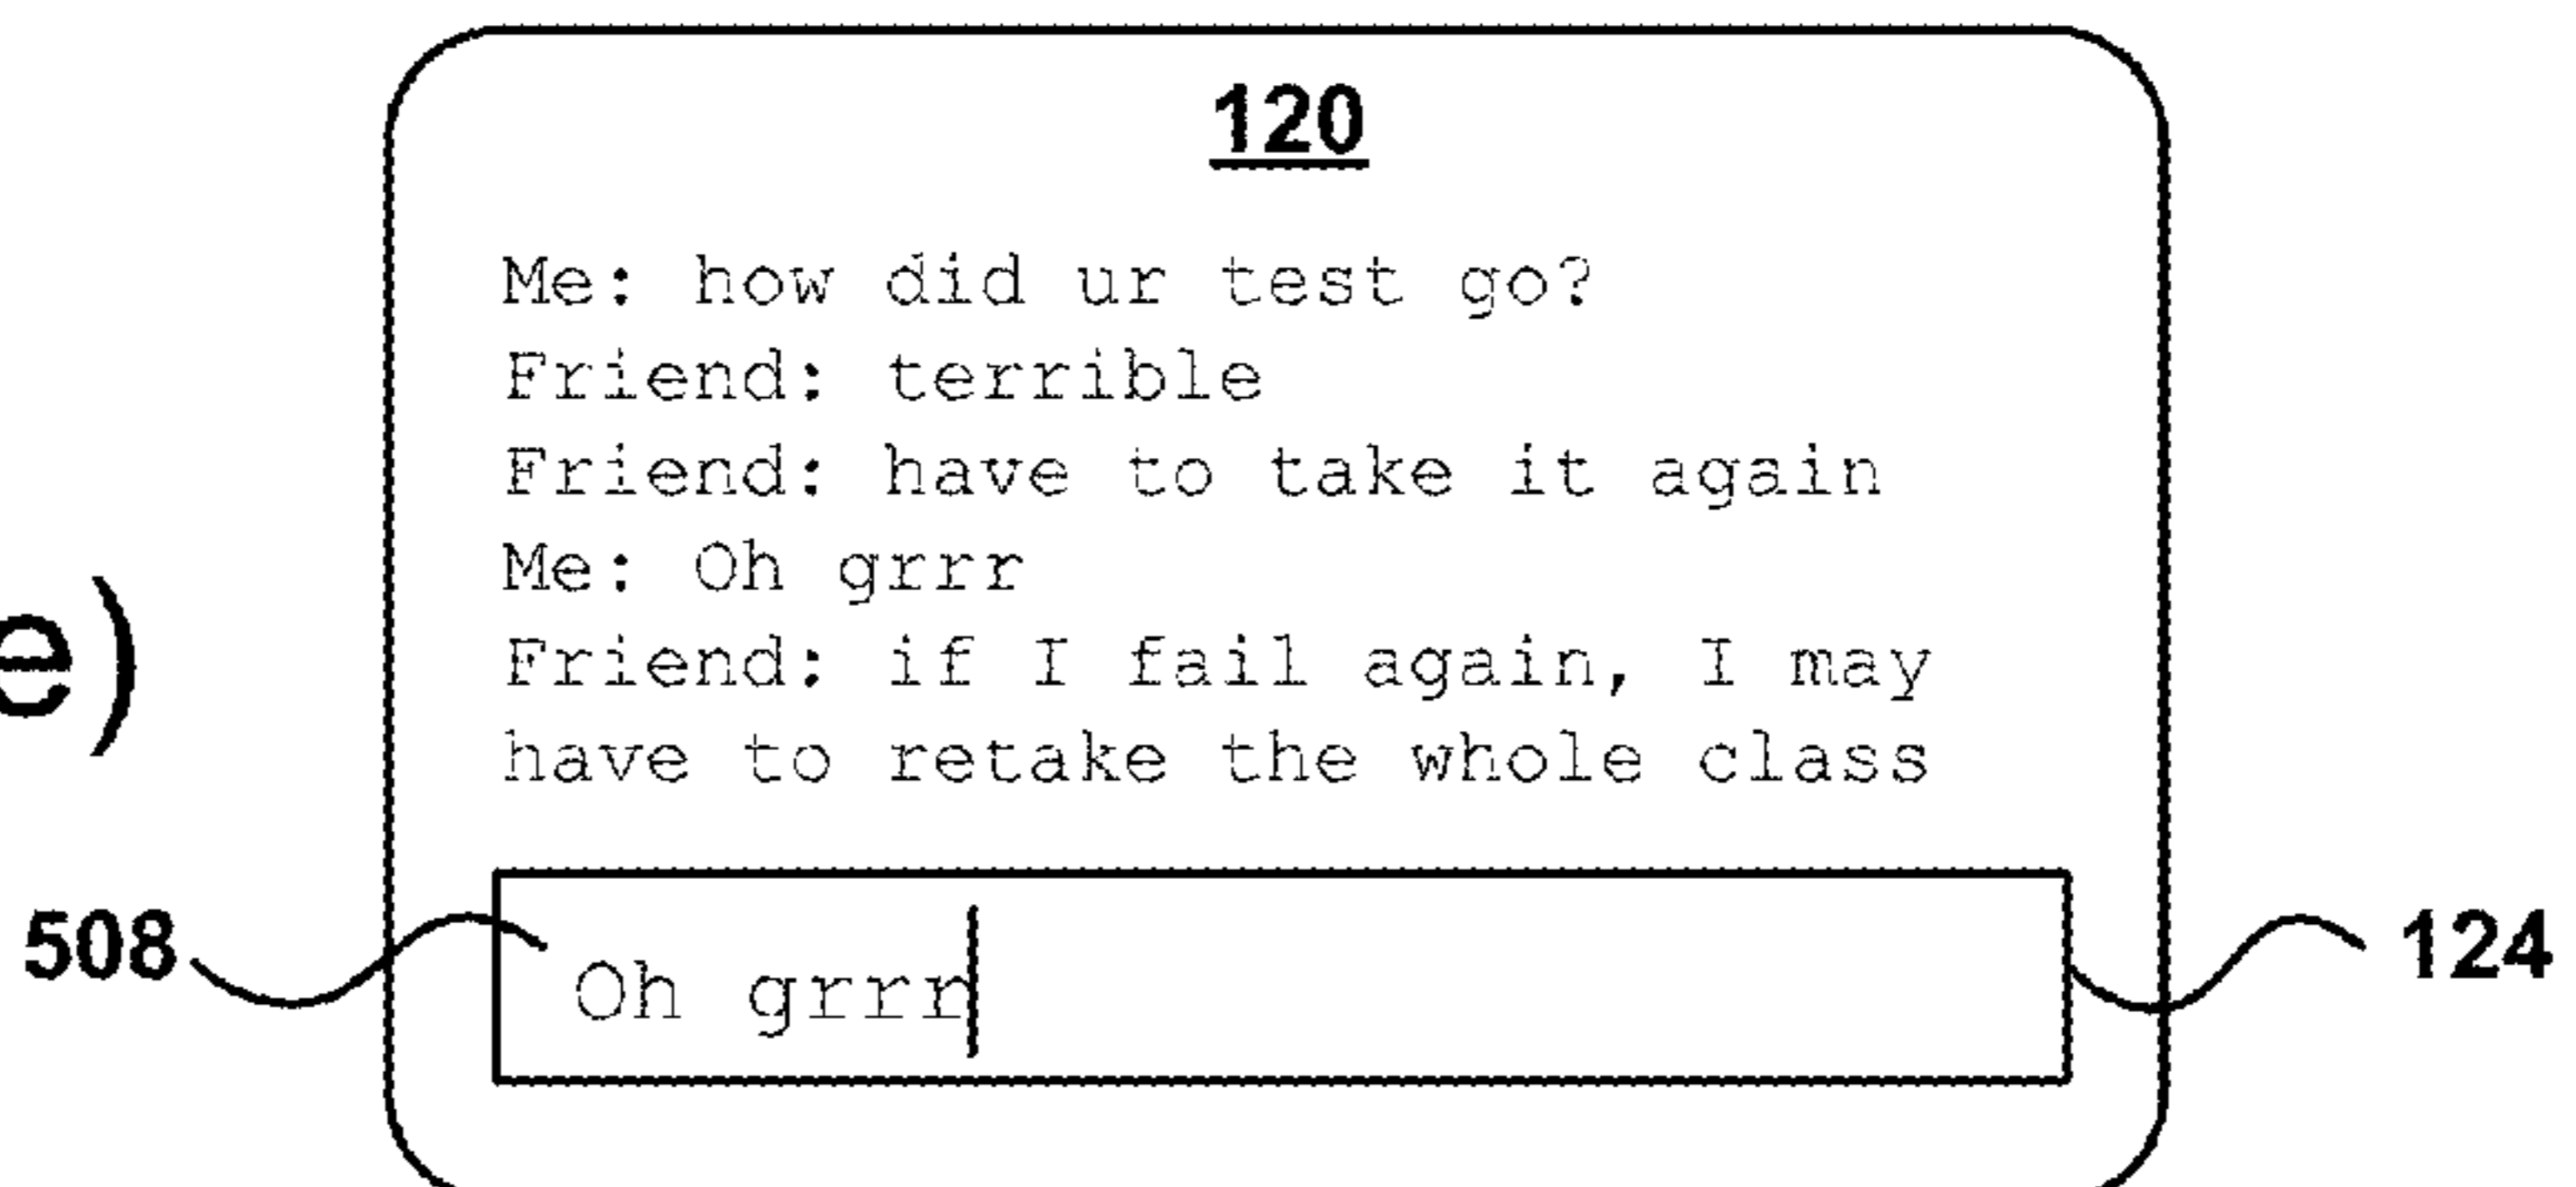 120
Me: how did ur test go?
Friend: terrible
Friend: have to take it again
Me: Oh grrr
Friend: if I fail again, I may
have to retake the whole class
e)
508
Oh grrr
124